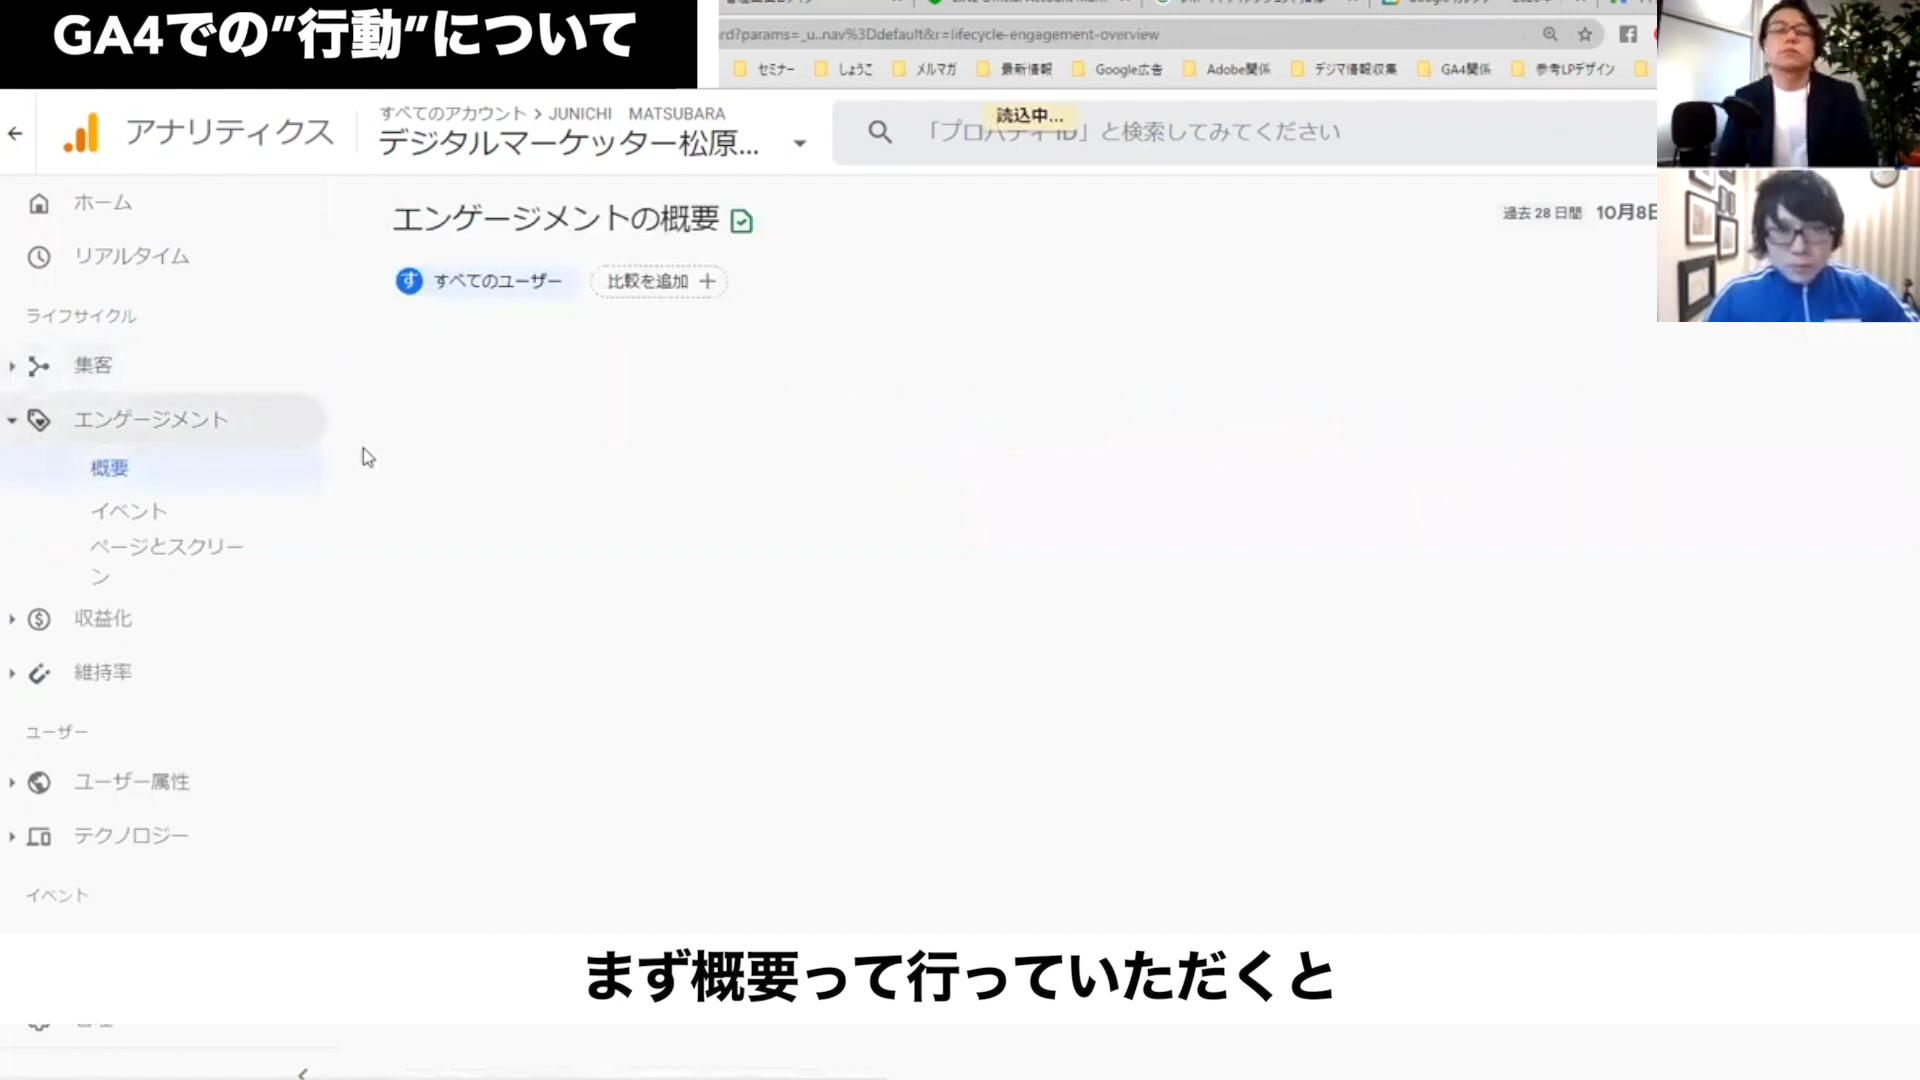 GA4での"行動"について
rd?params=_u..nav%3Ddefault&r=lifecycle-engagement-overview
セミナー しょうこ メルマガ 最新情報 Google広告 Adobe関係 デジマ情報収集 GA4関係 参考LPデザイン
アナリティクス
すべてのアカウント > JUNICHI MATSUBARA
デジタルマーケッター松原...
読込中...
「プロパティ ID」と検索してみてください
ホーム
リアルタイム
ライフサイクル
集客
エンゲージメント
概要
イベント
ページとスクリー
ン
収益化
維持率
ユーザー
ユーザー属性
テクノロジー
イベント
エンゲージメントの概要
過去 28 日間 10月8日
す すべてのユーザー 比較を追加 +
まず概要って行っていただくと